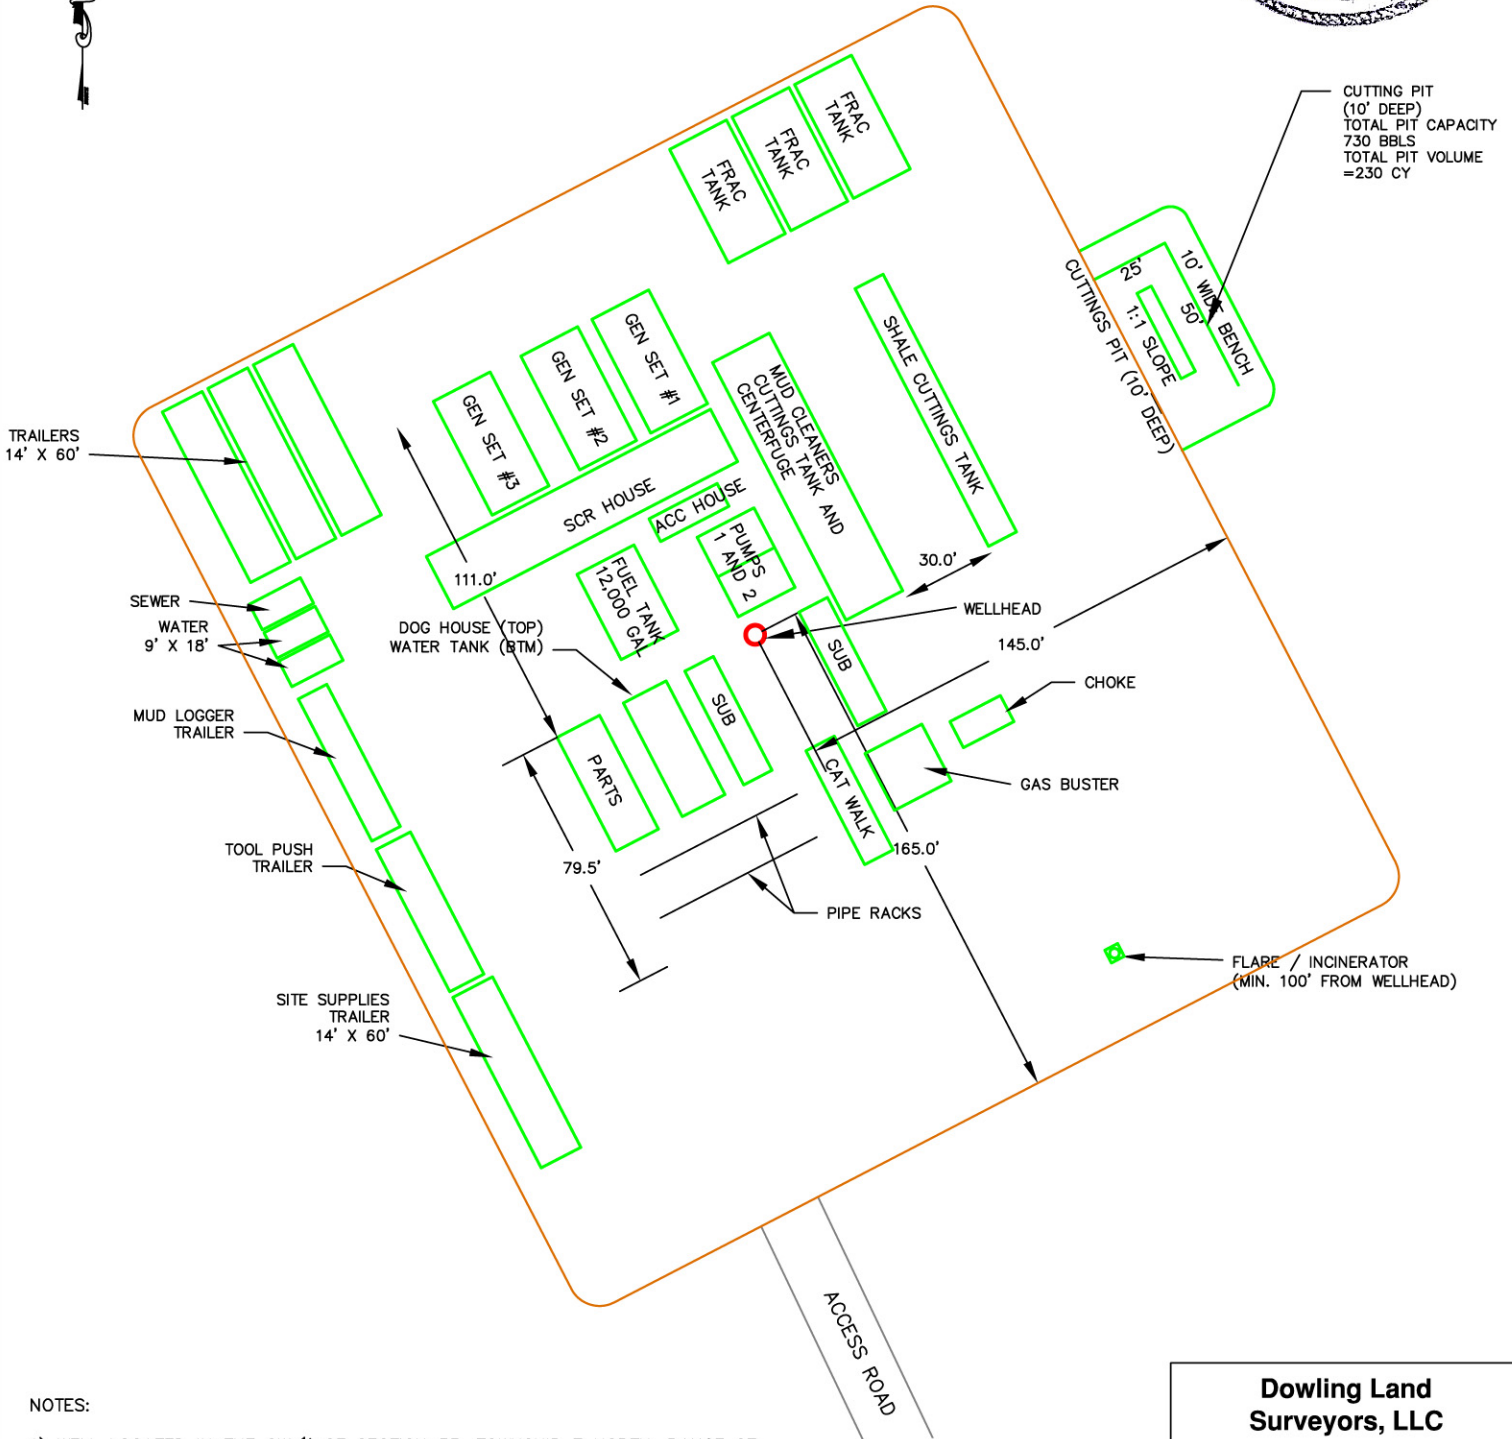 CUTTING PIT
(10' DEEP)
TOTAL PIT CAPACITY
730 BBLS
TOTAL PIT VOLUME
=230 CY
FRAC
TANK
FRAC
TANK
FRAC
TANK
25'
10' WIDE BENCH
50'
1:1 SLOPE
CUTTINGS PIT (10' DEEP)
SHALE CUTTINGS TANK
MUD CLEANERS
CUTTINGS TANK AND
CENTERFUGE
GEN SET #1
GEN SET #2
GEN SET #3
TRAILERS
14' X 60'
SCR HOUSE
ACC HOUSE
PUMPS
1 AND 2
FUEL TANK
12,000 GAL
111.0'
30.0'
SEWER
WATER
9' X 18'
DOG HOUSE (TOP)
WATER TANK (BTM)
WELLHEAD
145.0'
SUB
CHOKE
SUB
MUD LOGGER
TRAILER
PARTS
CAT WALK
GAS BUSTER
TOOL PUSH
TRAILER
79.5'
165.0'
PIPE RACKS
FLARE / INCINERATOR
(MIN. 100' FROM WELLHEAD)
SITE SUPPLIES
TRAILER
14' X 60'
ACCESS ROAD
NOTES:
Dowling Land
Surveyors, LLC